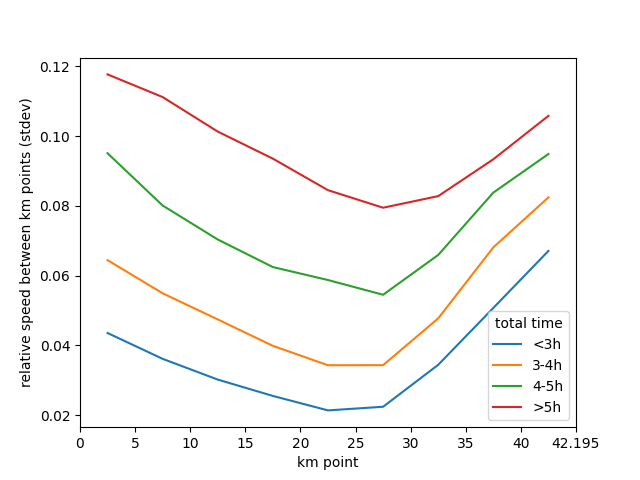 relative speed between km points (stdev)
0.12
0.10
0.08
0.06
0.04
0.02
total time
<3h
3-4h
4-5h
>5h
0 5 10 15 20 25 30 35 40 42.195
km point